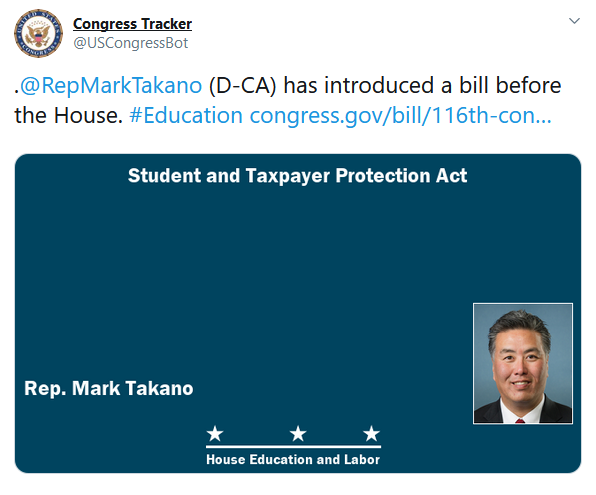 Congress Tracker
@USCongressBot
.@RepMarkTakano (D-CA) has introduced a bill before
the House. #Education congress.gov/bill/116th-con...
Student and Taxpayer Protection Act
Rep. Mark Takano
House Education and Labor